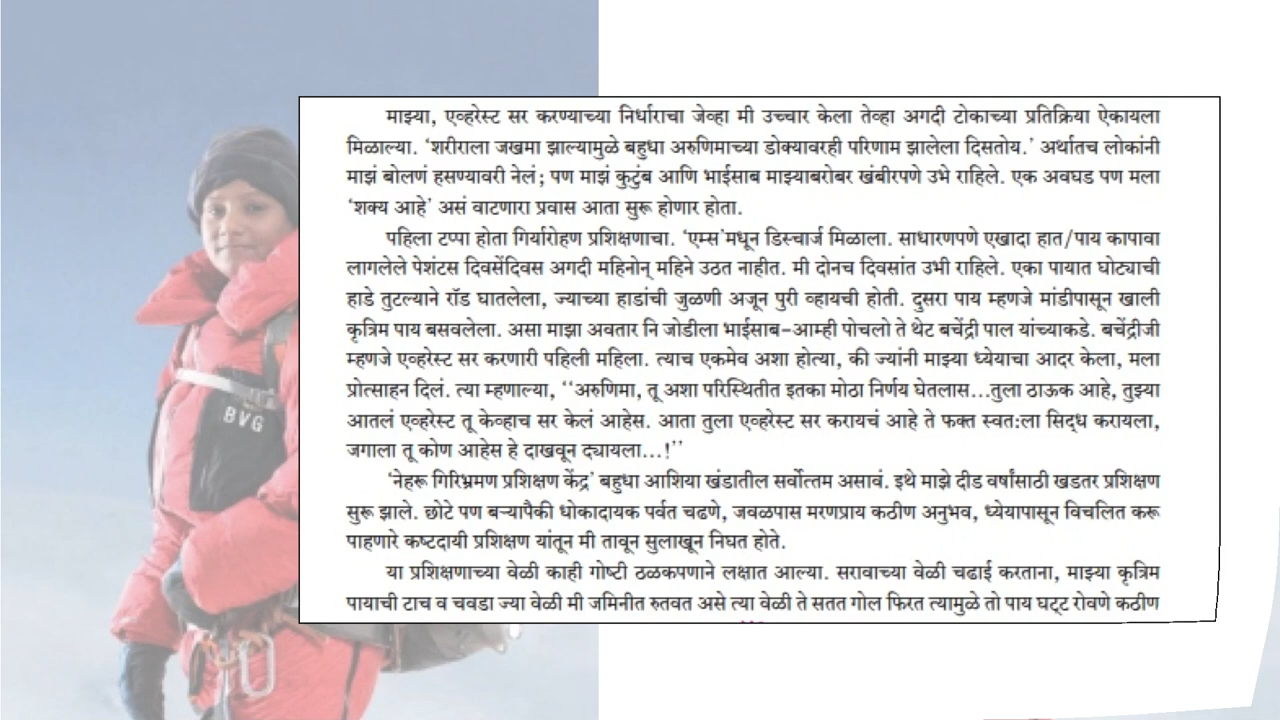 माझ्या, एव्हरेस्ट सर करण्याच्या निर्धाराचा जेव्हा मी उच्चार केला तेव्हा अगदी टोकाच्या प्रतिक्रिया ऐकायला
मिळाल्या. ‘शरीराला जखमा झाल्यामुळे बहुधा अरुणिमाच्या डोक्यावरही परिणाम झालेला दिसतोय.’ अर्थातच लोकांनी
माझं बोलणं हसण्यावरी नेलं; पण माझं कुटुंब आणि भाईसाब माझ्याबरोबर खंबीरपणे उभे राहिले. एक अवघड पण मला
‘शक्य आहे’ असं वाटणारा प्रवास आता सुरू होणार होता.
पहिला टप्पा होता गिर्यारोहण प्रशिक्षणाचा. ‘एम्स’मधून डिस्चार्ज मिळाला. साधारणपणे एखादा हात/पाय कापावा
लागलेले पेशंटस दिवसेंदिवस अगदी महिनोन् महिने उठत नाहीत. मी दोनच दिवसांत उभी राहिले. एका पायात घोट्याची
हाडे तुटल्याने रॉड घातलेला, ज्याच्या हाडांची जुळणी अजून पुरी व्हायची होती. दुसरा पाय म्हणजे मांडीपासून खाली
कृत्रिम पाय बसवलेला. असा माझा अवतार नि जोडीला भाईसाब-आम्ही पोचलो ते थेट बचेंद्री पाल यांच्याकडे. बचेंद्रीजी
म्हणजे एव्हरेस्ट सर करणारी पहिली महिला. त्याच एकमेव अशा होत्या, की ज्यांनी माझ्या ध्येयाचा आदर केला, मला
प्रोत्साहन दिलं. त्या म्हणाल्या, ‘‘अरुणिमा, तू अशा परिस्थितीत इतका मोठा निर्णय घेतलास...तुला ठाऊक आहे, तुझ्या
आतलं एव्हरेस्ट तू केव्हाच सर केलं आहेस. आता तुला एव्हरेस्ट सर करायचं आहे ते फक्त स्वत:ला सिद्ध करायला,
जगाला तू कोण आहेस हे दाखवून द्यायला...!’’
‘नेहरू गिरिभ्रमण प्रशिक्षण केंद्र’ बहुधा आशिया खंडातील सर्वोत्तम असावं. इथे माझे दीड वर्षांसाठी खडतर प्रशिक्षण
सुरू झाले. छोटे पण बऱ्यापैकी धोकादायक पर्वत चढणे, जवळपास मरणप्राय कठीण अनुभव, ध्येयापासून विचलित करू
पाहणारे कष्टदायी प्रशिक्षण यांतून मी तावून सुलाखून निघत होते.
या प्रशिक्षणाच्या वेळी काही गोष्टी ठळकपणाने लक्षात आल्या. सरावाच्या वेळी चढाई करताना, माझ्या कृत्रिम
पायाची टाच व चवडा ज्या वेळी मी जमिनीत रुतवत असे त्या वेळी ते सतत गोल फिरत त्यामुळे तो पाय घट्ट रोवणे कठीण
BVG